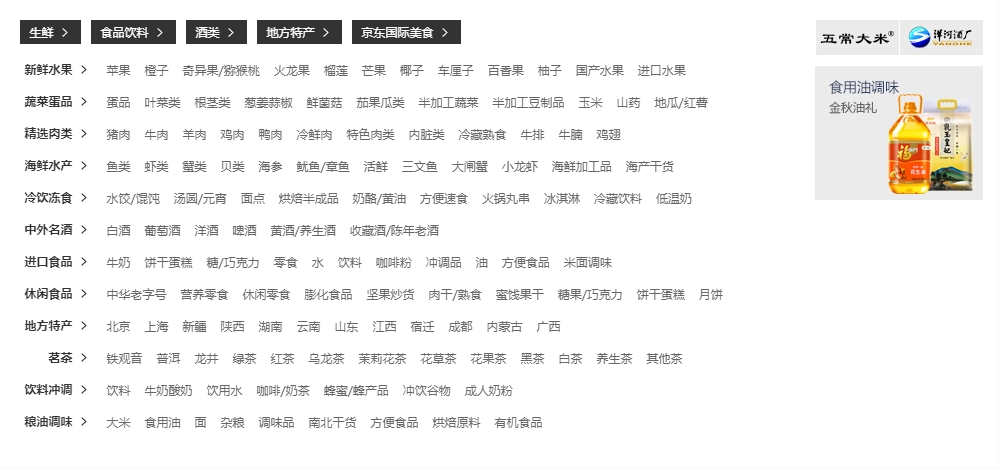 生鲜 > 食品饮料 > 酒类 > 地方特产 > 京东国际美食 >
新鲜水果 > 苹果 橙子 奇异果/猕猴桃 火龙果 榴莲 芒果 椰子 车厘子 百香果 柚子 国产水果 进口水果
蔬菜蛋品 > 蛋品 叶菜类 根茎类 葱姜蒜椒 鲜菌菇 茄果瓜类 半加工蔬菜 半加工豆制品 玉米 山药 地瓜/红薯
精选肉类 > 猪肉 牛肉 羊肉 鸡肉 鸭肉 冷鲜肉 特色肉类 内脏类 冷藏熟食 牛排 牛腩 鸡翅
海鲜水产 > 鱼类 虾类 蟹类 贝类 海参 鱿鱼/章鱼 活鲜 三文鱼 大闸蟹 小龙虾 海鲜加工品 海产干货
冷饮冻食 > 水饺/馄饨 汤圆/元宵 面点 烘焙半成品 奶酪/黄油 方便速食 火锅丸串 冰淇淋 冷藏饮料 低温奶
中外名酒 > 白酒 葡萄酒 洋酒 啤酒 黄酒/养生酒 收藏酒/陈年老酒
进口食品 > 牛奶 饼干蛋糕 糖/巧克力 零食 水 饮料 咖啡粉 冲调品 油 方便食品 米面调味
休闲食品 > 中华老字号 营养零食 休闲零食 膨化食品 坚果炒货 肉干/熟食 蜜饯果干 糖果/巧克力 饼干蛋糕 月饼
地方特产 > 北京 上海 新疆 陕西 湖南 云南 山东 江西 宿迁 成都 内蒙古 广西
茗茶 > 铁观音 普洱 龙井 绿茶 红茶 乌龙茶 茉莉花茶 花草茶 花果茶 黑茶 白茶 养生茶 其他茶
饮料冲调 > 饮料 牛奶酸奶 饮用水 咖啡/奶茶 蜂蜜/蜂产品 冲饮谷物 成人奶粉
粮油调味 > 大米 食用油 面 杂粮 调味品 南北干货 方便食品 烘焙原料 有机食品
五常大米® 洋河酒厂
YANGHE
食用油调味
金秋油礼
福
花生油
乳玉皇妃